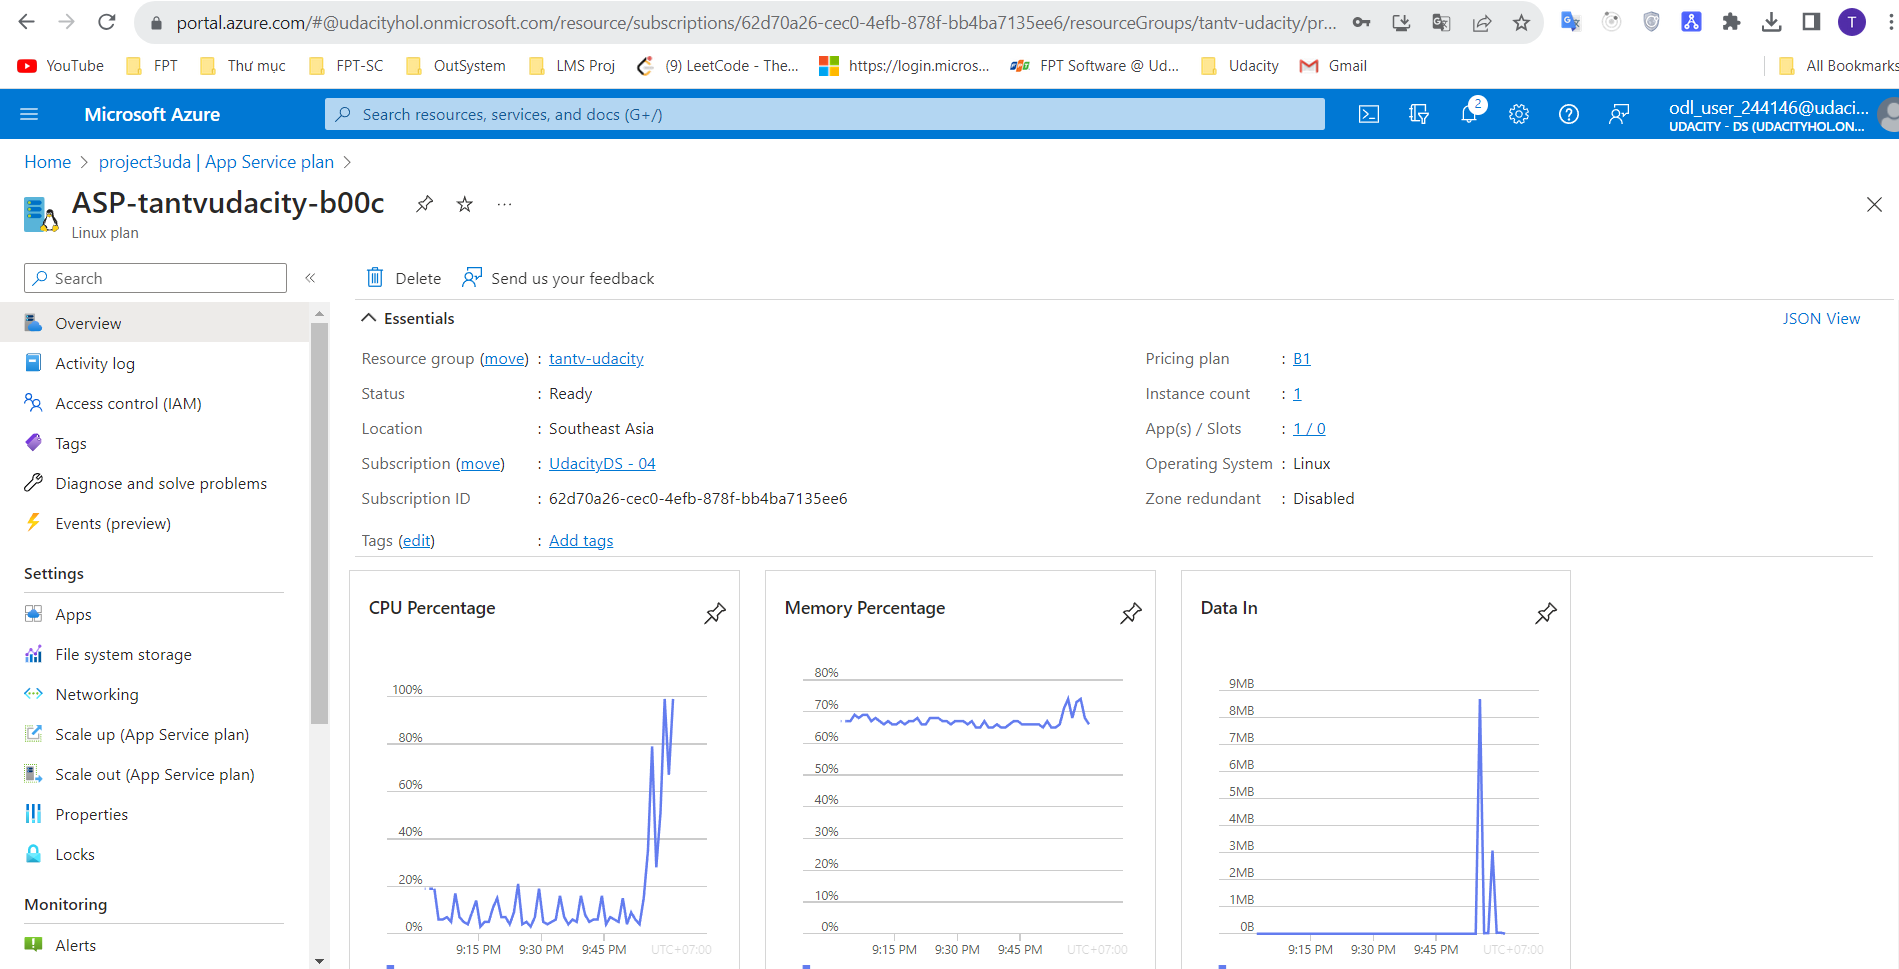 portal.azure.com/#@udacityhol.onmicrosoft.com/resource/subscriptions/62d70a26-cec0-4efb-878f-bb4ba7135ee6/resourceGroups/tantv-udacity/pr...
T
YouTube FPT Thư mục FPT-SC OutSystem LMS Proj (9) LeetCode - The... https://login.micros... FPT Software @ Ud... Udacity Gmail All Bookmarks
Microsoft Azure Search resources, services, and docs (G+/) 2 odl_user_244146@udaci...
UDACITY - DS (UDACITYHOL.ON...
Home > project3uda | App Service plan >
ASP-tantvudacity-b00c ...
Linux plan
Search «
Delete Send us your feedback
Overview
Activity log
Access control (IAM)
Tags
Diagnose and solve problems
Events (preview)
Settings
Apps
File system storage
Networking
Scale up (App Service plan)
Scale out (App Service plan)
Properties
Locks
Monitoring
Alerts
Essentials JSON View
Resource group (move) : tantv-udacity
Status : Ready
Location : Southeast Asia
Subscription (move) : UdacityDS - 04
Subscription ID : 62d70a26-cec0-4efb-878f-bb4ba7135ee6
Tags (edit) : Add tags
Pricing plan : B1
Instance count : 1
App(s) / Slots : 1 / 0
Operating System : Linux
Zone redundant : Disabled
CPU Percentage
100%
80%
60%
40%
20%
0%
9:15 PM 9:30 PM 9:45 PM UTC+07:00
Memory Percentage
80%
70%
60%
50%
40%
30%
20%
10%
0%
9:15 PM 9:30 PM 9:45 PM UTC+07:00
Data In
9MB
8MB
7MB
6MB
5MB
4MB
3MB
2MB
1MB
0B
9:15 PM 9:30 PM 9:45 PM UTC+07:00